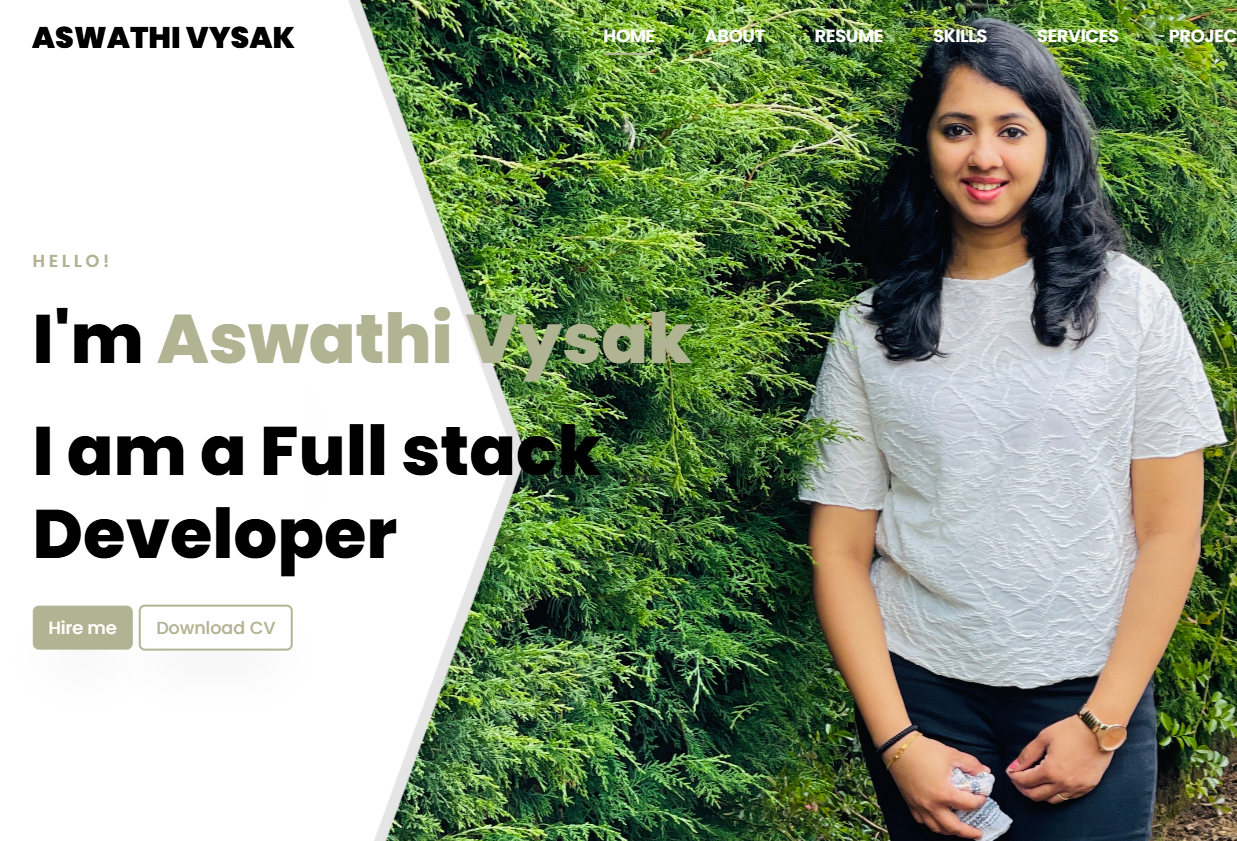 ASWATHI VYSAK
HOME ABOUT RESUME SKILLS SERVICES PROJEC
HELLO!
I'm Aswathi Vysak
I am a Full stack
Developer
Hire me Download CV